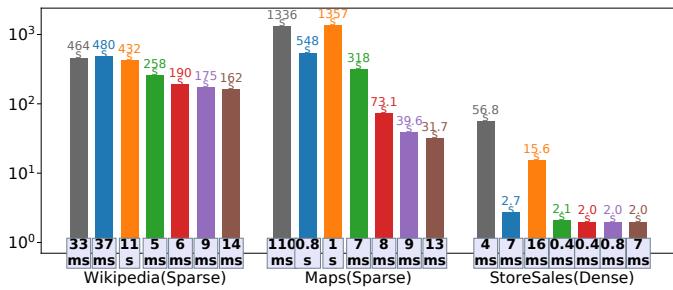 10³
10²
10¹
10⁰
464 s
480 s
432 s
258 s
190 s
175 s
162 s
1336 s
548 s
1357 s
318 s
73.1 s
39.6 s
31.7 s
56.8 s
2.7 s
15.6 s
2.1 s
2.0 s
2.0 s
2.0 s
33 ms
37 ms
11 s
5 ms
6 ms
9 ms
14 ms
110 ms
0.8 s
1 s
7 ms
8 ms
9 ms
13 ms
4 ms
7 ms
16 ms
0.4 ms
0.4 ms
0.8 ms
7 ms
Wikipedia(Sparse)
Maps(Sparse)
StoreSales(Dense)